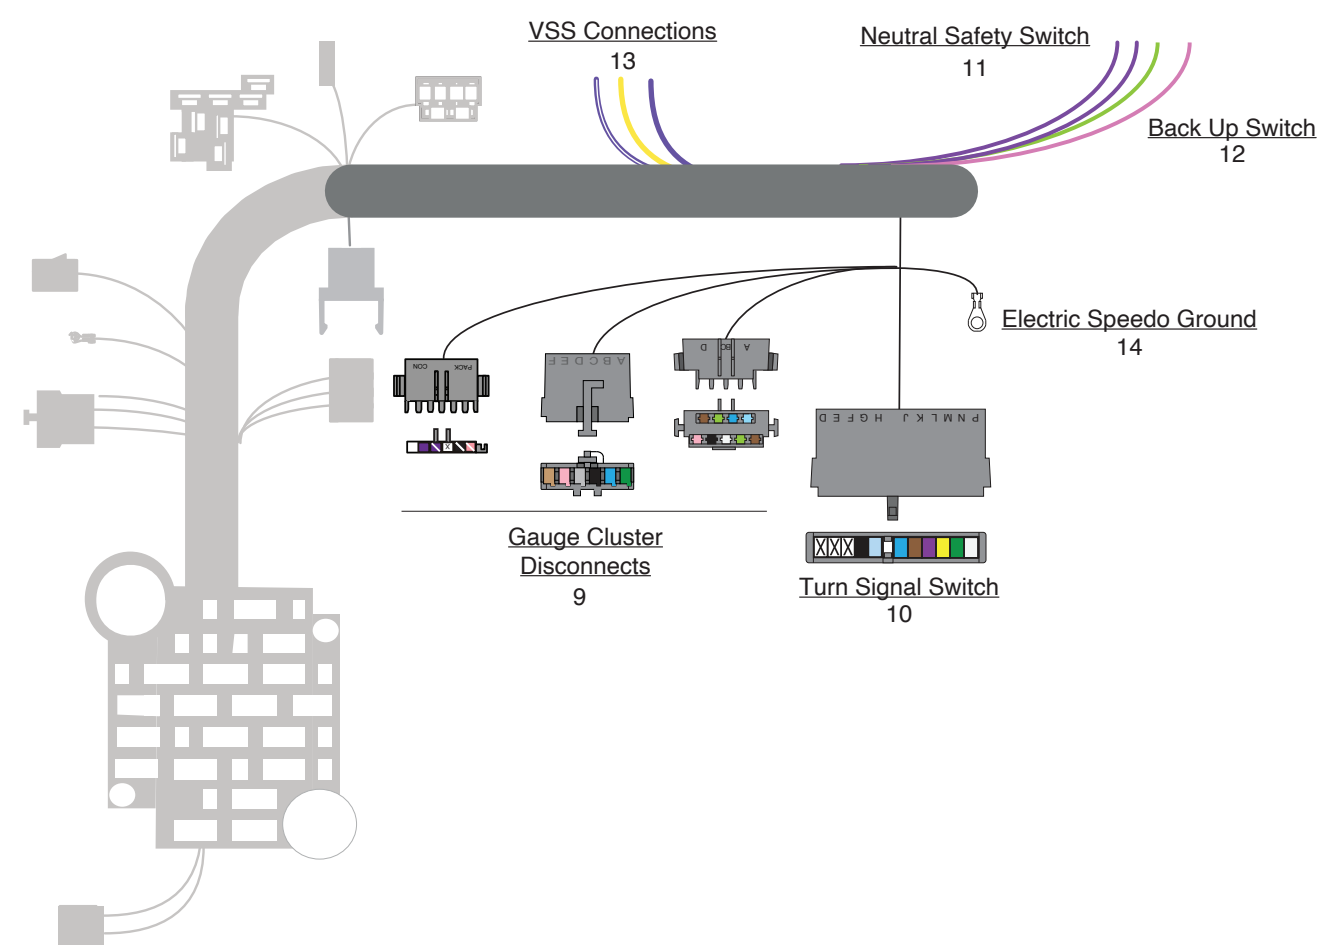 VSS Connections
13
Neutral Safety Switch
11
Back Up Switch
12
Electric Speedo Ground
14
CON PACK
A B C D E F
D BC A
D E F G H J K L M N P
X
X X X
Gauge Cluster
Disconnects
9
Turn Signal Switch
10